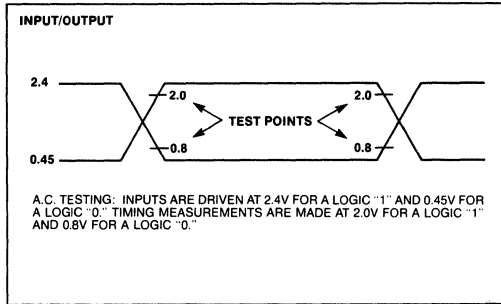 INPUT/OUTPUT
2.4
2.0
2.0
TEST POINTS
0.8
0.8
0.45
A.C. TESTING: INPUTS ARE DRIVEN AT 2.4V FOR A LOGIC "1" AND 0.45V FOR
A LOGIC "0." TIMING MEASUREMENTS ARE MADE AT 2.0V FOR A LOGIC "1"
AND 0.8V FOR A LOGIC "0."